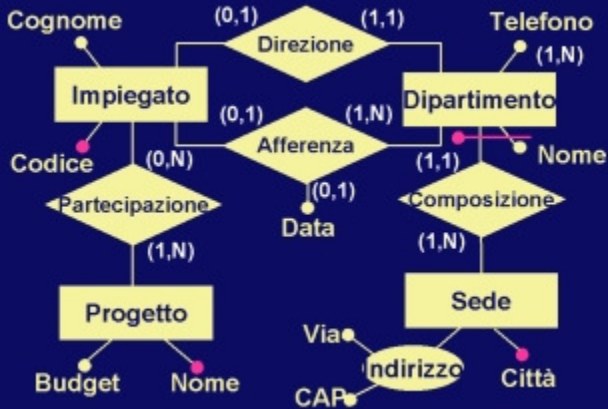 Cognome
(0,1)
(1,1)
Telefono
Direzione
(1,N)
Impiegato
Dipartimento
(0,1)
(1,N)
Afferenza
Codice
(0,N)
(1,1)
Nome
Partecipazione
(0,1)
Composizione
Data
(1,N)
(1,N)
Progetto
Sede
Via
Indirizzo
Budget
Nome
CAP
Città